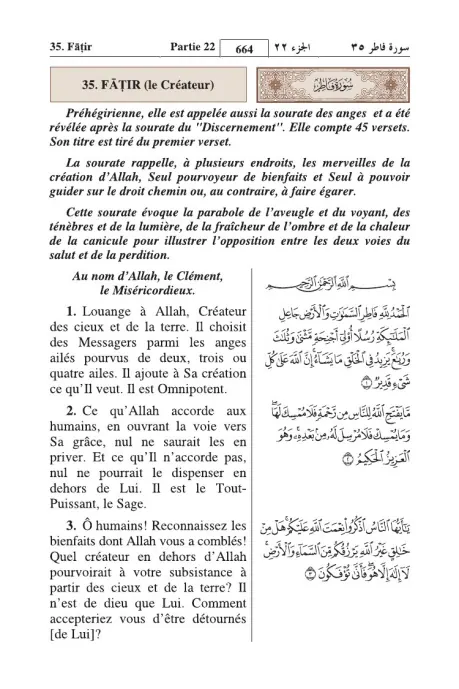 35. Fāṭir Partie 22 664 الجزء ٢٢ سورة فاطر ٣٥
35. FĀṬIR (le Créateur) سُورَةُ فَاطِرٍ
Préhégirienne, elle est appelée aussi la sourate des anges et a été
révélée après la sourate du "Discernement". Elle compte 45 versets.
Son titre est tiré du premier verset.
La sourate rappelle, à plusieurs endroits, les merveilles de la
création d’Allah, Seul pourvoyeur de bienfaits et Seul à pouvoir
guider sur le droit chemin ou, au contraire, à faire égarer.
Cette sourate évoque la parabole de l’aveugle et du voyant, des
ténèbres et de la lumière, de la fraîcheur de l’ombre et de la chaleur
de la canicule pour illustrer l’opposition entre les deux voies du
salut et de la perdition.
Au nom d’Allah, le Clément,
le Miséricordieux.
1. Louange à Allah, Créateur
des cieux et de la terre. Il choisit
des Messagers parmi les anges
ailés pourvus de deux, trois ou
quatre ailes. Il ajoute à Sa création
ce qu’Il veut. Il est Omnipotent.
2. Ce qu’Allah accorde aux
humains, en ouvrant la voie vers
Sa grâce, nul ne saurait les en
priver. Et ce qu’Il n’accorde pas,
nul ne pourrait le dispenser en
dehors de Lui. Il est le Tout-
Puissant, le Sage.
3. Ô humains! Reconnaissez les
bienfaits dont Allah vous a comblés!
Quel créateur en dehors d’Allah
pourvoirait à votre subsistance à
partir des cieux et de la terre? Il
n’est de dieu que Lui. Comment
accepteriez vous d’être détournés
[de Lui]?
بِسْمِ ٱللَّهِ ٱلرَّحْمَٰنِ ٱلرَّحِيمِ
ٱلْحَمْدُ لِلَّهِ فَاطِرِ ٱلسَّمَٰوَٰتِ وَٱلْأَرْضِ جَاعِلِ
ٱلْمَلَٰٓئِكَةِ رُسُلًا أُو۟لِىٓ أَجْنِحَةٍ مَّثْنَىٰ وَثُلَٰثَ
وَرُبَٰعَ ۚ يَزِيدُ فِى ٱلْخَلْقِ مَا يَشَآءُ ۚ إِنَّ ٱللَّهَ عَلَىٰ كُلِّ
شَىْءٍ قَدِيرٌ ١
مَّا يَفْتَحِ ٱللَّهُ لِلنَّاسِ مِن رَّحْمَةٍ فَلَا مُمْسِكَ لَهَا ۖ
وَمَا يُمْسِكْ فَلَا مُرْسِلَ لَهُۥ مِنۢ بَعْدِهِۦ ۚ وَهُوَ
ٱلْعَزِيزُ ٱلْحَكِيمُ ٢
يَٰٓأَيُّهَا ٱلنَّاسُ ٱذْكُرُوا۟ نِعْمَتَ ٱللَّهِ عَلَيْكُمْ ۚ هَلْ مِنْ
خَٰلِقٍ غَيْرُ ٱللَّهِ يَرْزُقُكُم مِّنَ ٱلسَّمَآءِ وَٱلْأَرْضِ ۚ
لَآ إِلَٰهَ إِلَّا هُوَ ۖ فَأَنَّىٰ تُؤْفَكُونَ ٣